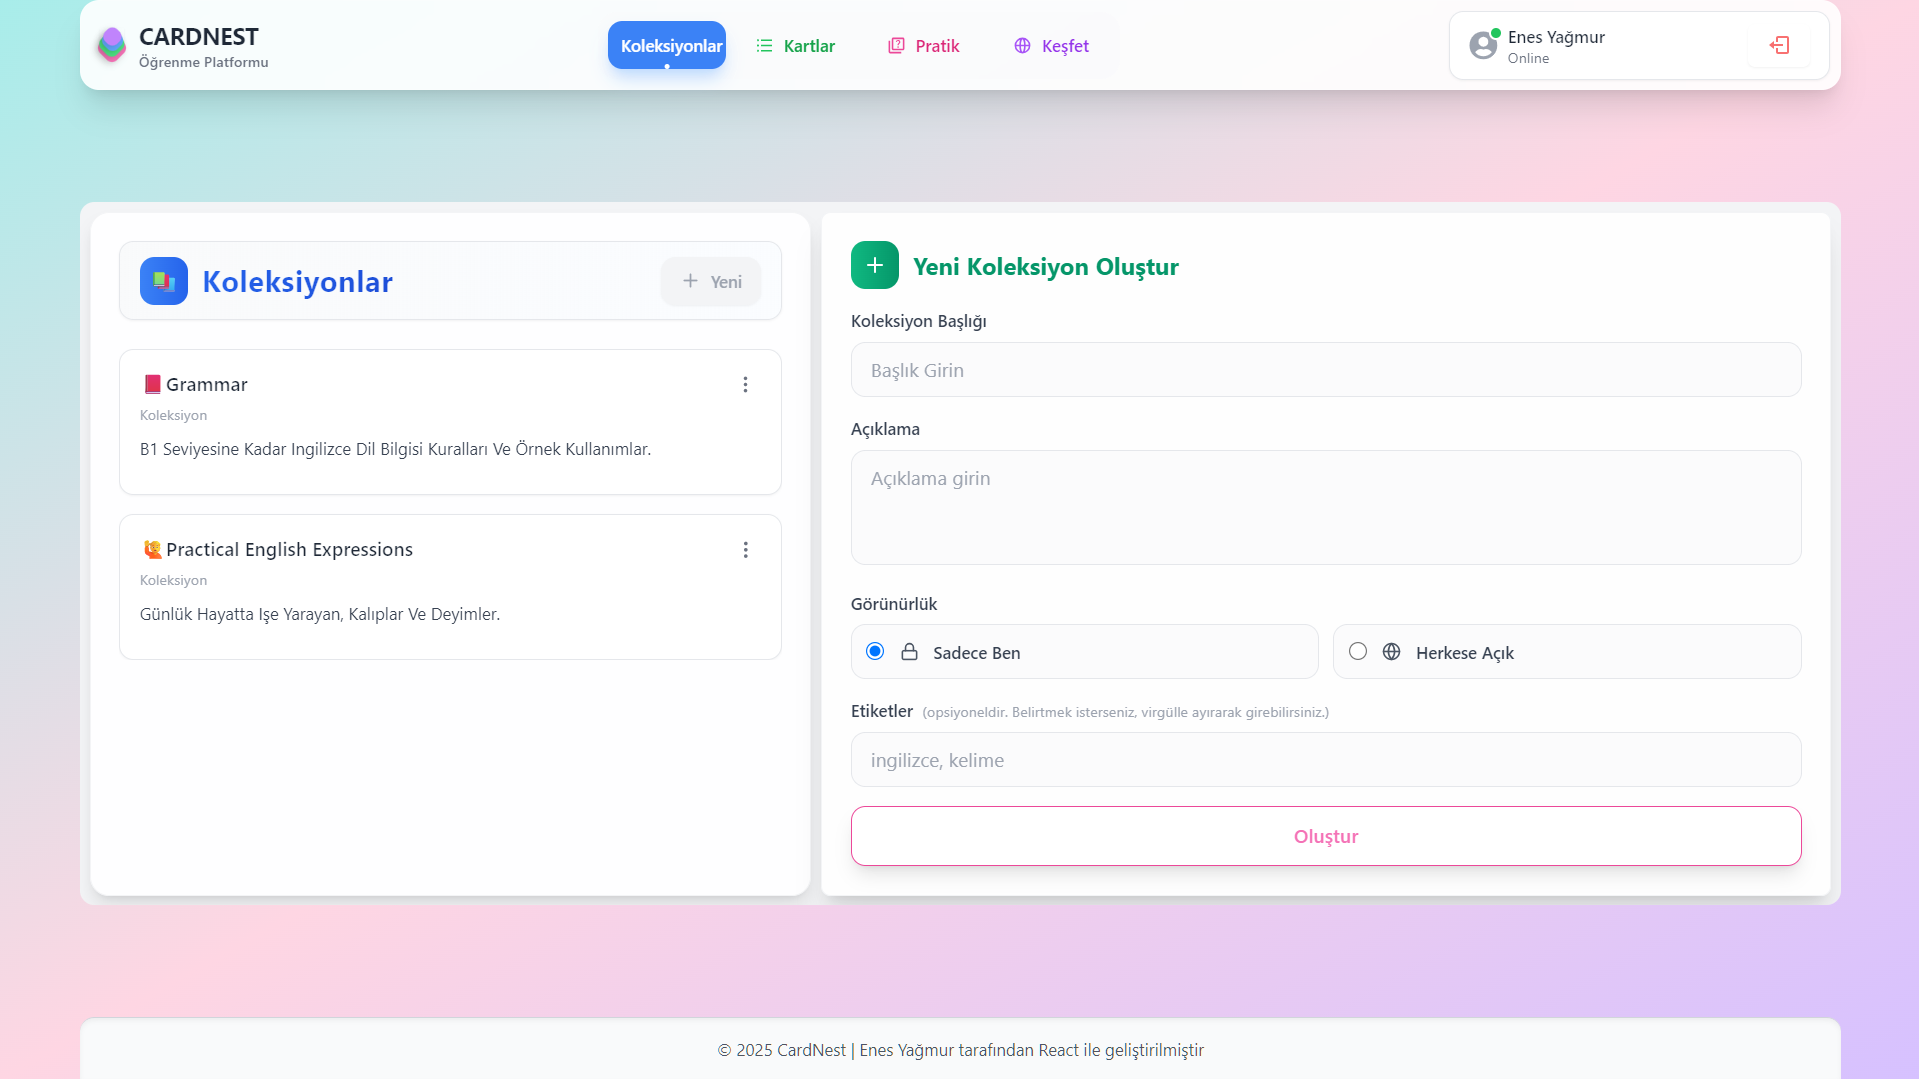 CARDNEST
Öğrenme Platformu
Koleksiyonlar
Kartlar
Pratik
Keşfet
Enes Yağmur
Online
Koleksiyonlar
Yeni
Grammar
Koleksiyon
B1 Seviyesine Kadar Ingilizce Dil Bilgisi Kuralları Ve Örnek Kullanımlar.
Practical English Expressions
Koleksiyon
Günlük Hayatta Işe Yarayan, Kalıplar Ve Deyimler.
Yeni Koleksiyon Oluştur
Koleksiyon Başlığı
Başlık Girin
Açıklama
Açıklama girin
Görünürlük
Sadece Ben
Herkese Açık
Etiketler (opsiyoneldir. Belirtmek isterseniz, virgülle ayırarak girebilirsiniz.)
ingilizce, kelime
Oluştur
© 2025 CardNest | Enes Yağmur tarafından React ile geliştirilmiştir